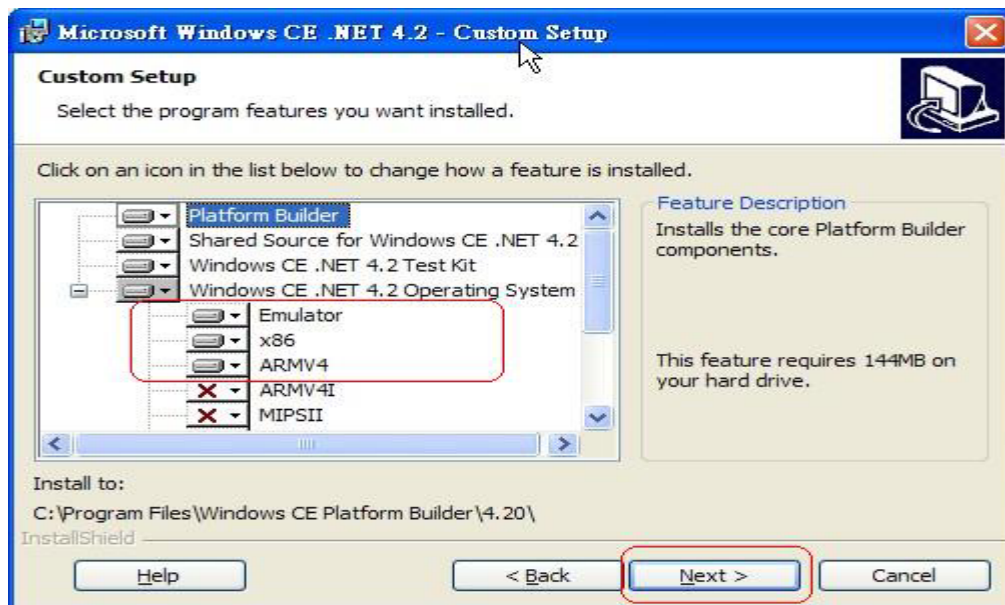 Microsoft Windows CE .NET 4.2 - Custom Setup
Custom Setup
Select the program features you want installed.
Click on an icon in the list below to change how a feature is installed.
Platform Builder
Shared Source for Windows CE .NET 4.2
Windows CE .NET 4.2 Test Kit
Windows CE .NET 4.2 Operating System
Emulator
x86
ARMV4
ARMV4I
MIPSII
Feature Description
Installs the core Platform Builder
components.
This feature requires 144MB on
your hard drive.
Install to:
C:\Program Files\Windows CE Platform Builder\4.20\
InstallShield
Help
< Back
Next >
Cancel